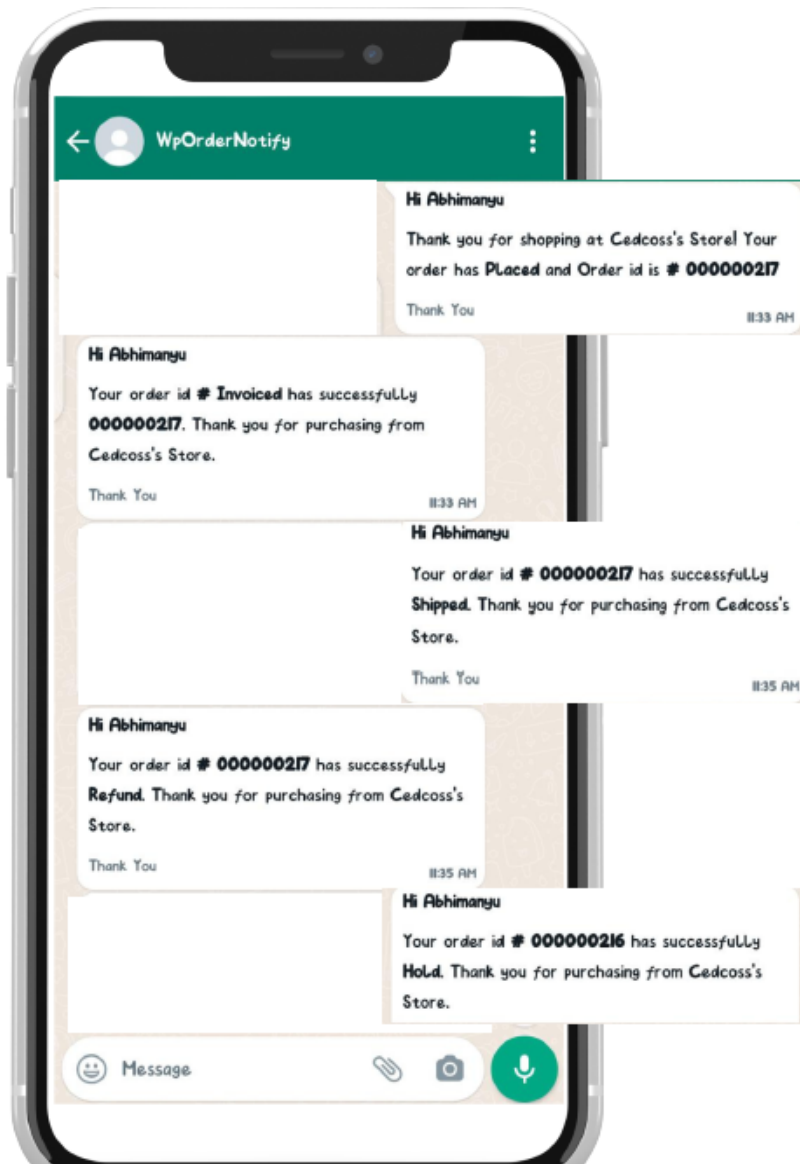 WpOrderNotify
Hi Abhimanyu
Thank you for shopping at Cedcoss's Store! Your
order has Placed and Order id is # 000000217
Thank You
11:33 AM
Hi Abhimanyu
Your order id # Invoiced has successfully
000000217. Thank you for purchasing from
Cedcoss's Store.
Thank You
11:33 AM
Hi Abhimanyu
Your order id # 000000217 has successfully
Shipped. Thank you for purchasing from Cedcoss's
Store.
Thank You
11:35 AM
Hi Abhimanyu
Your order id # 000000217 has successfully
Refund. Thank you for purchasing from Cedcoss's
Store.
Thank You
11:35 AM
Hi Abhimanyu
Your order id # 000000216 has successfully
Hold. Thank you for purchasing from Cedcoss's
Store.
Message